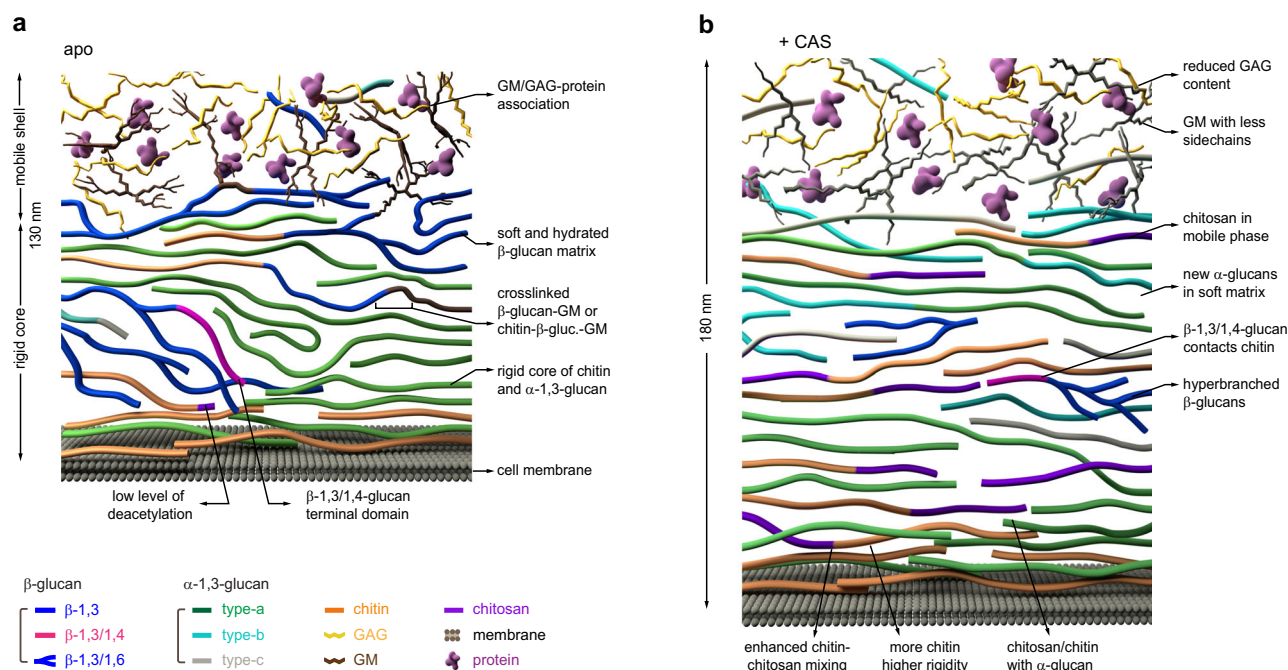 a
apo
mobile shell
130 nm
rigid core
GM/GAG-protein
association
soft and hydrated
β-glucan matrix
crosslinked
β-glucan-GM or
chitin-β-gluc.-GM
rigid core of chitin
and α-1,3-glucan
cell membrane
low level of
deacetylation
β-1,3/1,4-glucan
terminal domain
β-glucan
β-1,3
β-1,3/1,4
β-1,3/1,6
α-1,3-glucan
type-a
type-b
type-c
chitin
GAG
GM
chitosan
membrane
protein
b
+ CAS
180 nm
reduced GAG
content
GM with less
sidechains
chitosan in
mobile phase
new α-glucans
in soft matrix
β-1,3/1,4-glucan
contacts chitin
hyperbranched
β-glucans
enhanced chitin-
chitosan mixing
more chitin
higher rigidity
chitosan/chitin
with α-glucan